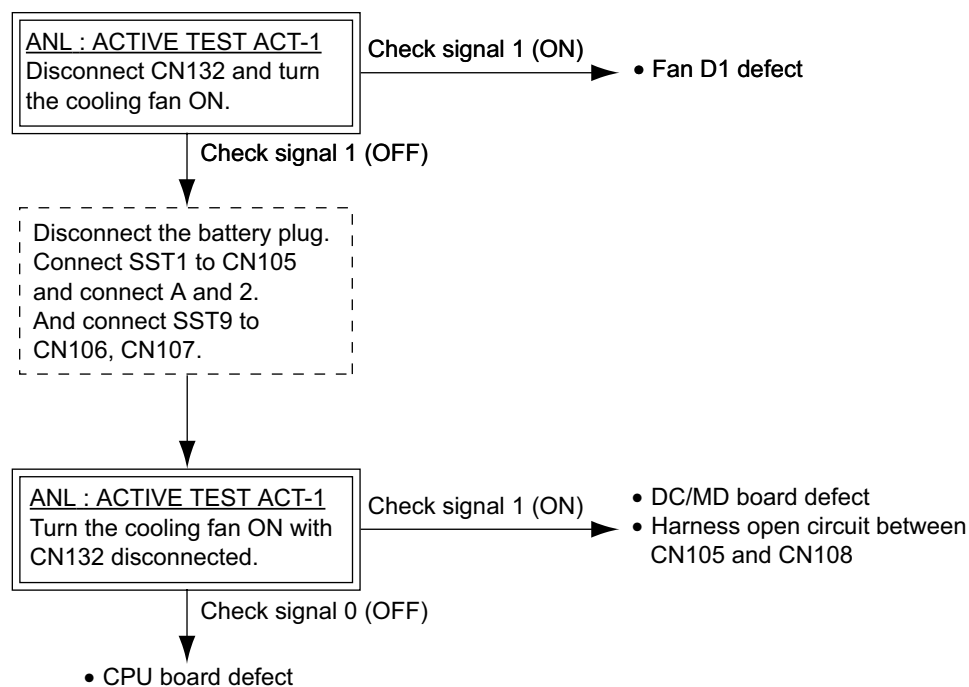 ANL : ACTIVE TEST ACT-1
Disconnect CN132 and turn
the cooling fan ON.
Check signal 1 (ON)
• Fan D1 defect
Check signal 1 (OFF)
Disconnect the battery plug.
Connect SST1 to CN105
and connect A and 2.
And connect SST9 to
CN106, CN107.
ANL : ACTIVE TEST ACT-1
Turn the cooling fan ON with
CN132 disconnected.
Check signal 1 (ON)
• DC/MD board defect
• Harness open circuit between
CN105 and CN108
Check signal 0 (OFF)
• CPU board defect